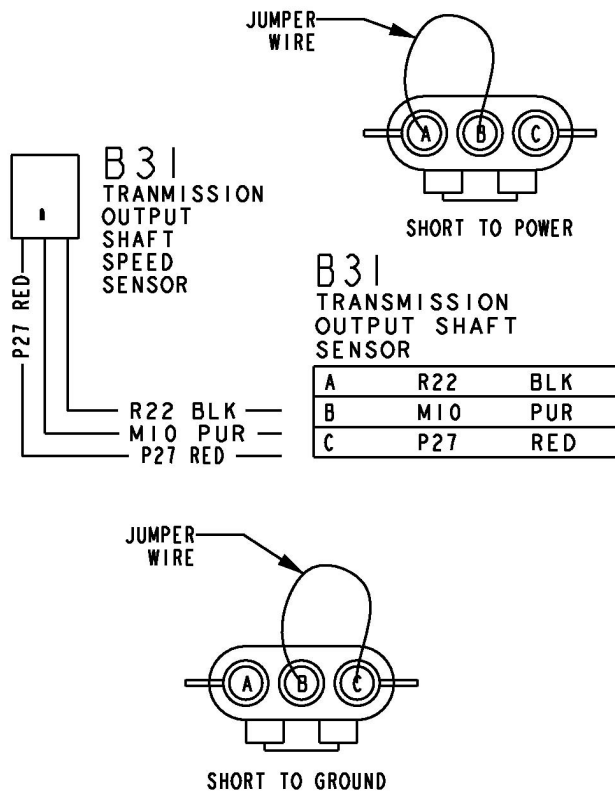 JUMPER
WIRE
A B C
SHORT TO POWER
B31
TRANMISSION
OUTPUT
SHAFT
SPEED
SENSOR
P27 RED
R22 BLK
M10 PUR
P27 RED
B31
TRANSMISSION
OUTPUT SHAFT
SENSOR
A R22 BLK
B M10 PUR
C P27 RED
JUMPER
WIRE
A B C
SHORT TO GROUND